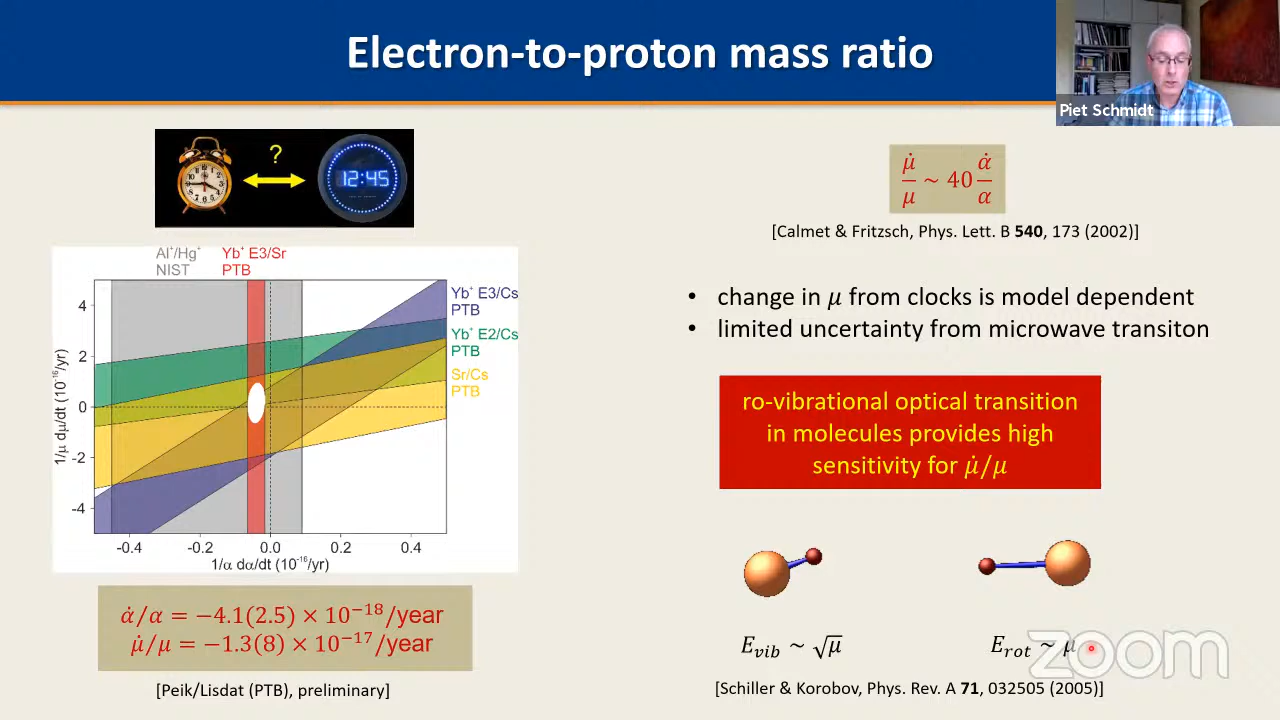 Electron-to-proton mass ratio
Piet Schmidt
?
12:45
Al⁺/Hg⁺
NIST
Yb⁺ E3/Sr
PTB
Yb⁺ E3/Cs
PTB
Yb⁺ E2/Cs
PTB
Sr/Cs
PTB
4
2
0
-2
-4
1/μ dμ/dt (10⁻¹⁶/yr)
-0.4 -0.2 0.0 0.2 0.4
1/α dα/dt (10⁻¹⁶/yr)
α̇/α = −4.1(2.5) × 10⁻¹⁸/year
μ̇/μ = −1.3(8) × 10⁻¹⁷/year
[Peik/Lisdat (PTB), preliminary]
μ̇/μ ~ 40 α̇/α
[Calmet & Fritzsch, Phys. Lett. B 540, 173 (2002)]
• change in μ from clocks is model dependent
• limited uncertainty from microwave transiton
ro-vibrational optical transition
in molecules provides high
sensitivity for μ̇/μ
E_vib ~ √μ
E_rot ~ μ
zoom
[Schiller & Korobov, Phys. Rev. A 71, 032505 (2005)]